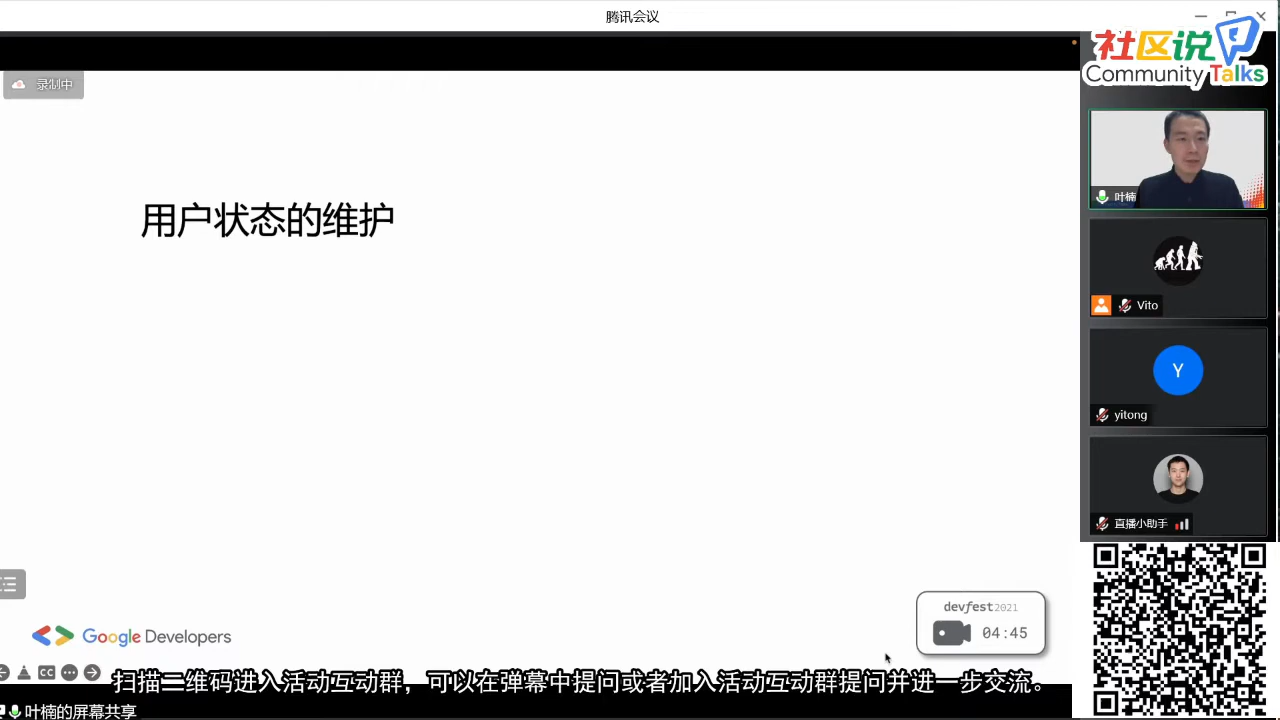 腾讯会议
社区说
Community Talks
录制中
叶楠
用户状态的维护
Vito
Y
yitong
直播小助手
devfest2021
04:45
Google Developers
CC
扫描二维码进入活动互动群，可以在弹幕中提问或者加入活动互动群提问并进一步交流。
叶楠的屏幕共享